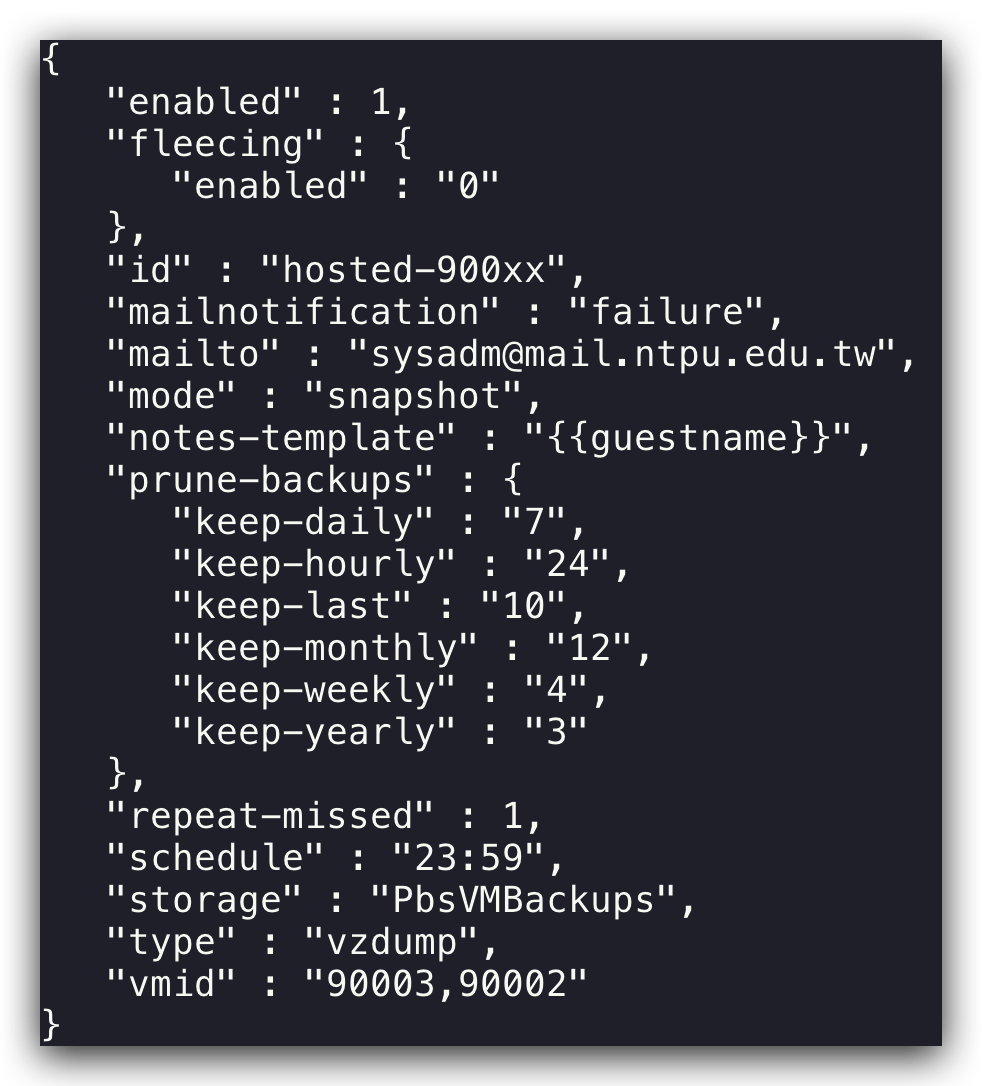 {
   "enabled" : 1,
   "fleecing" : {
      "enabled" : "0"
   },
   "id" : "hosted-900xx",
   "mailnotification" : "failure",
   "mailto" : "sysadm@mail.ntpu.edu.tw",
   "mode" : "snapshot",
   "notes-template" : "{{guestname}}",
   "prune-backups" : {
      "keep-daily" : "7",
      "keep-hourly" : "24",
      "keep-last" : "10",
      "keep-monthly" : "12",
      "keep-weekly" : "4",
      "keep-yearly" : "3"
   },
   "repeat-missed" : 1,
   "schedule" : "23:59",
   "storage" : "PbsVMBackups",
   "type" : "vzdump",
   "vmid" : "90003,90002"
}